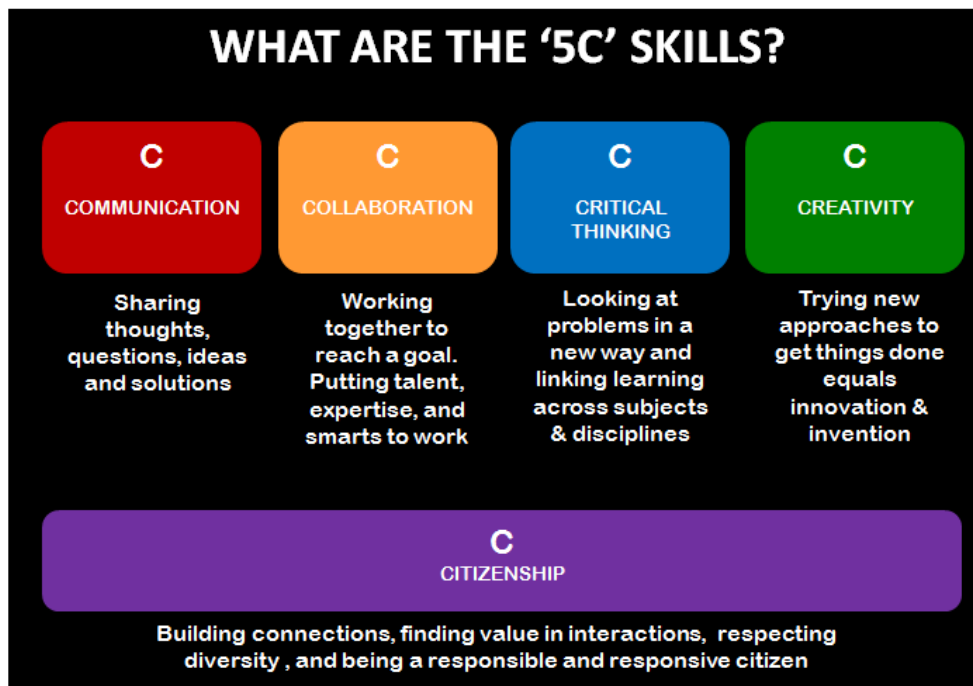 WHAT ARE THE ‘5C’ SKILLS?
C
COMMUNICATION
Sharing
thoughts,
questions, ideas
and solutions
C
COLLABORATION
Working
together to
reach a goal.
Putting talent,
expertise, and
smarts to work
C
CRITICAL
THINKING
Looking at
problems in a
new way and
linking learning
across subjects
& disciplines
C
CREATIVITY
Trying new
approaches to
get things done
equals
innovation &
invention
C
CITIZENSHIP
Building connections, finding value in interactions, respecting
diversity , and being a responsible and responsive citizen